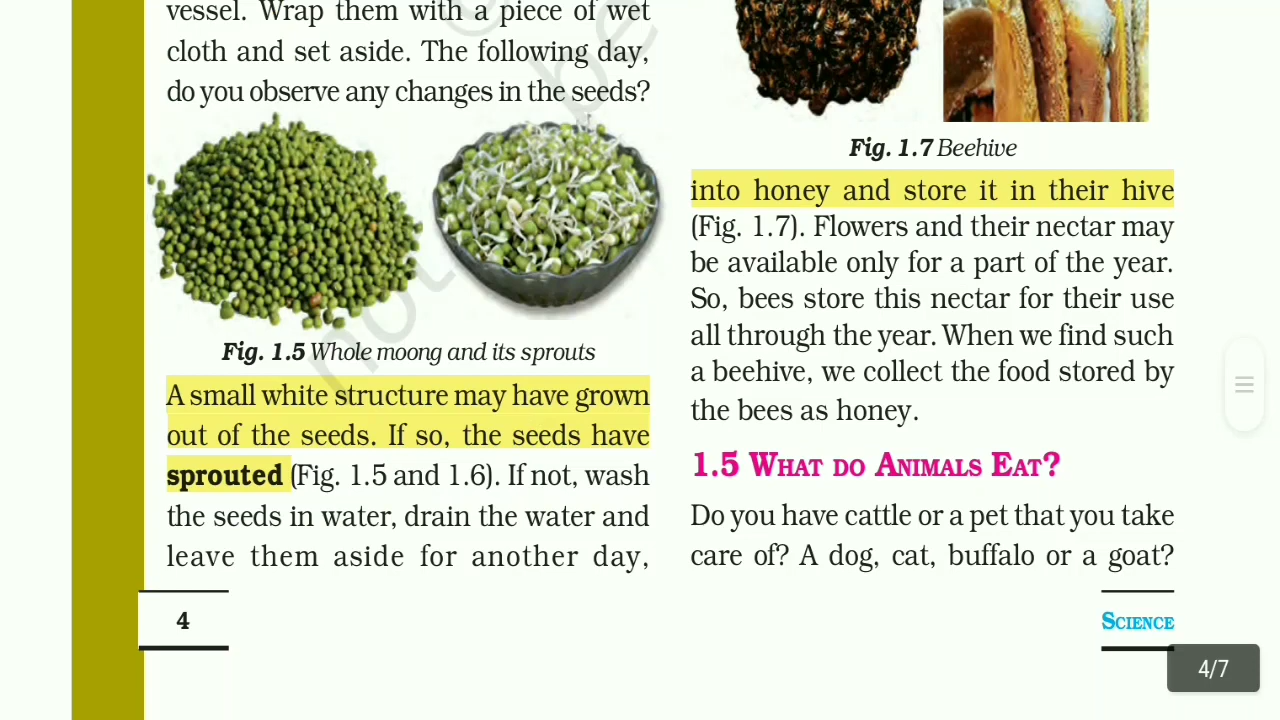 vessel. Wrap them with a piece of wet
cloth and set aside. The following day,
do you observe any changes in the seeds?
Fig. 1.5 Whole moong and its sprouts
A small white structure may have grown
out of the seeds. If so, the seeds have
sprouted (Fig. 1.5 and 1.6). If not, wash
the seeds in water, drain the water and
leave them aside for another day,
4
Fig. 1.7 Beehive
into honey and store it in their hive
(Fig. 1.7). Flowers and their nectar may
be available only for a part of the year.
So, bees store this nectar for their use
all through the year. When we find such
a beehive, we collect the food stored by
the bees as honey.
1.5 WHAT DO ANIMALS EAT?
Do you have cattle or a pet that you take
care of? A dog, cat, buffalo or a goat?
SCIENCE
4/7
not
be